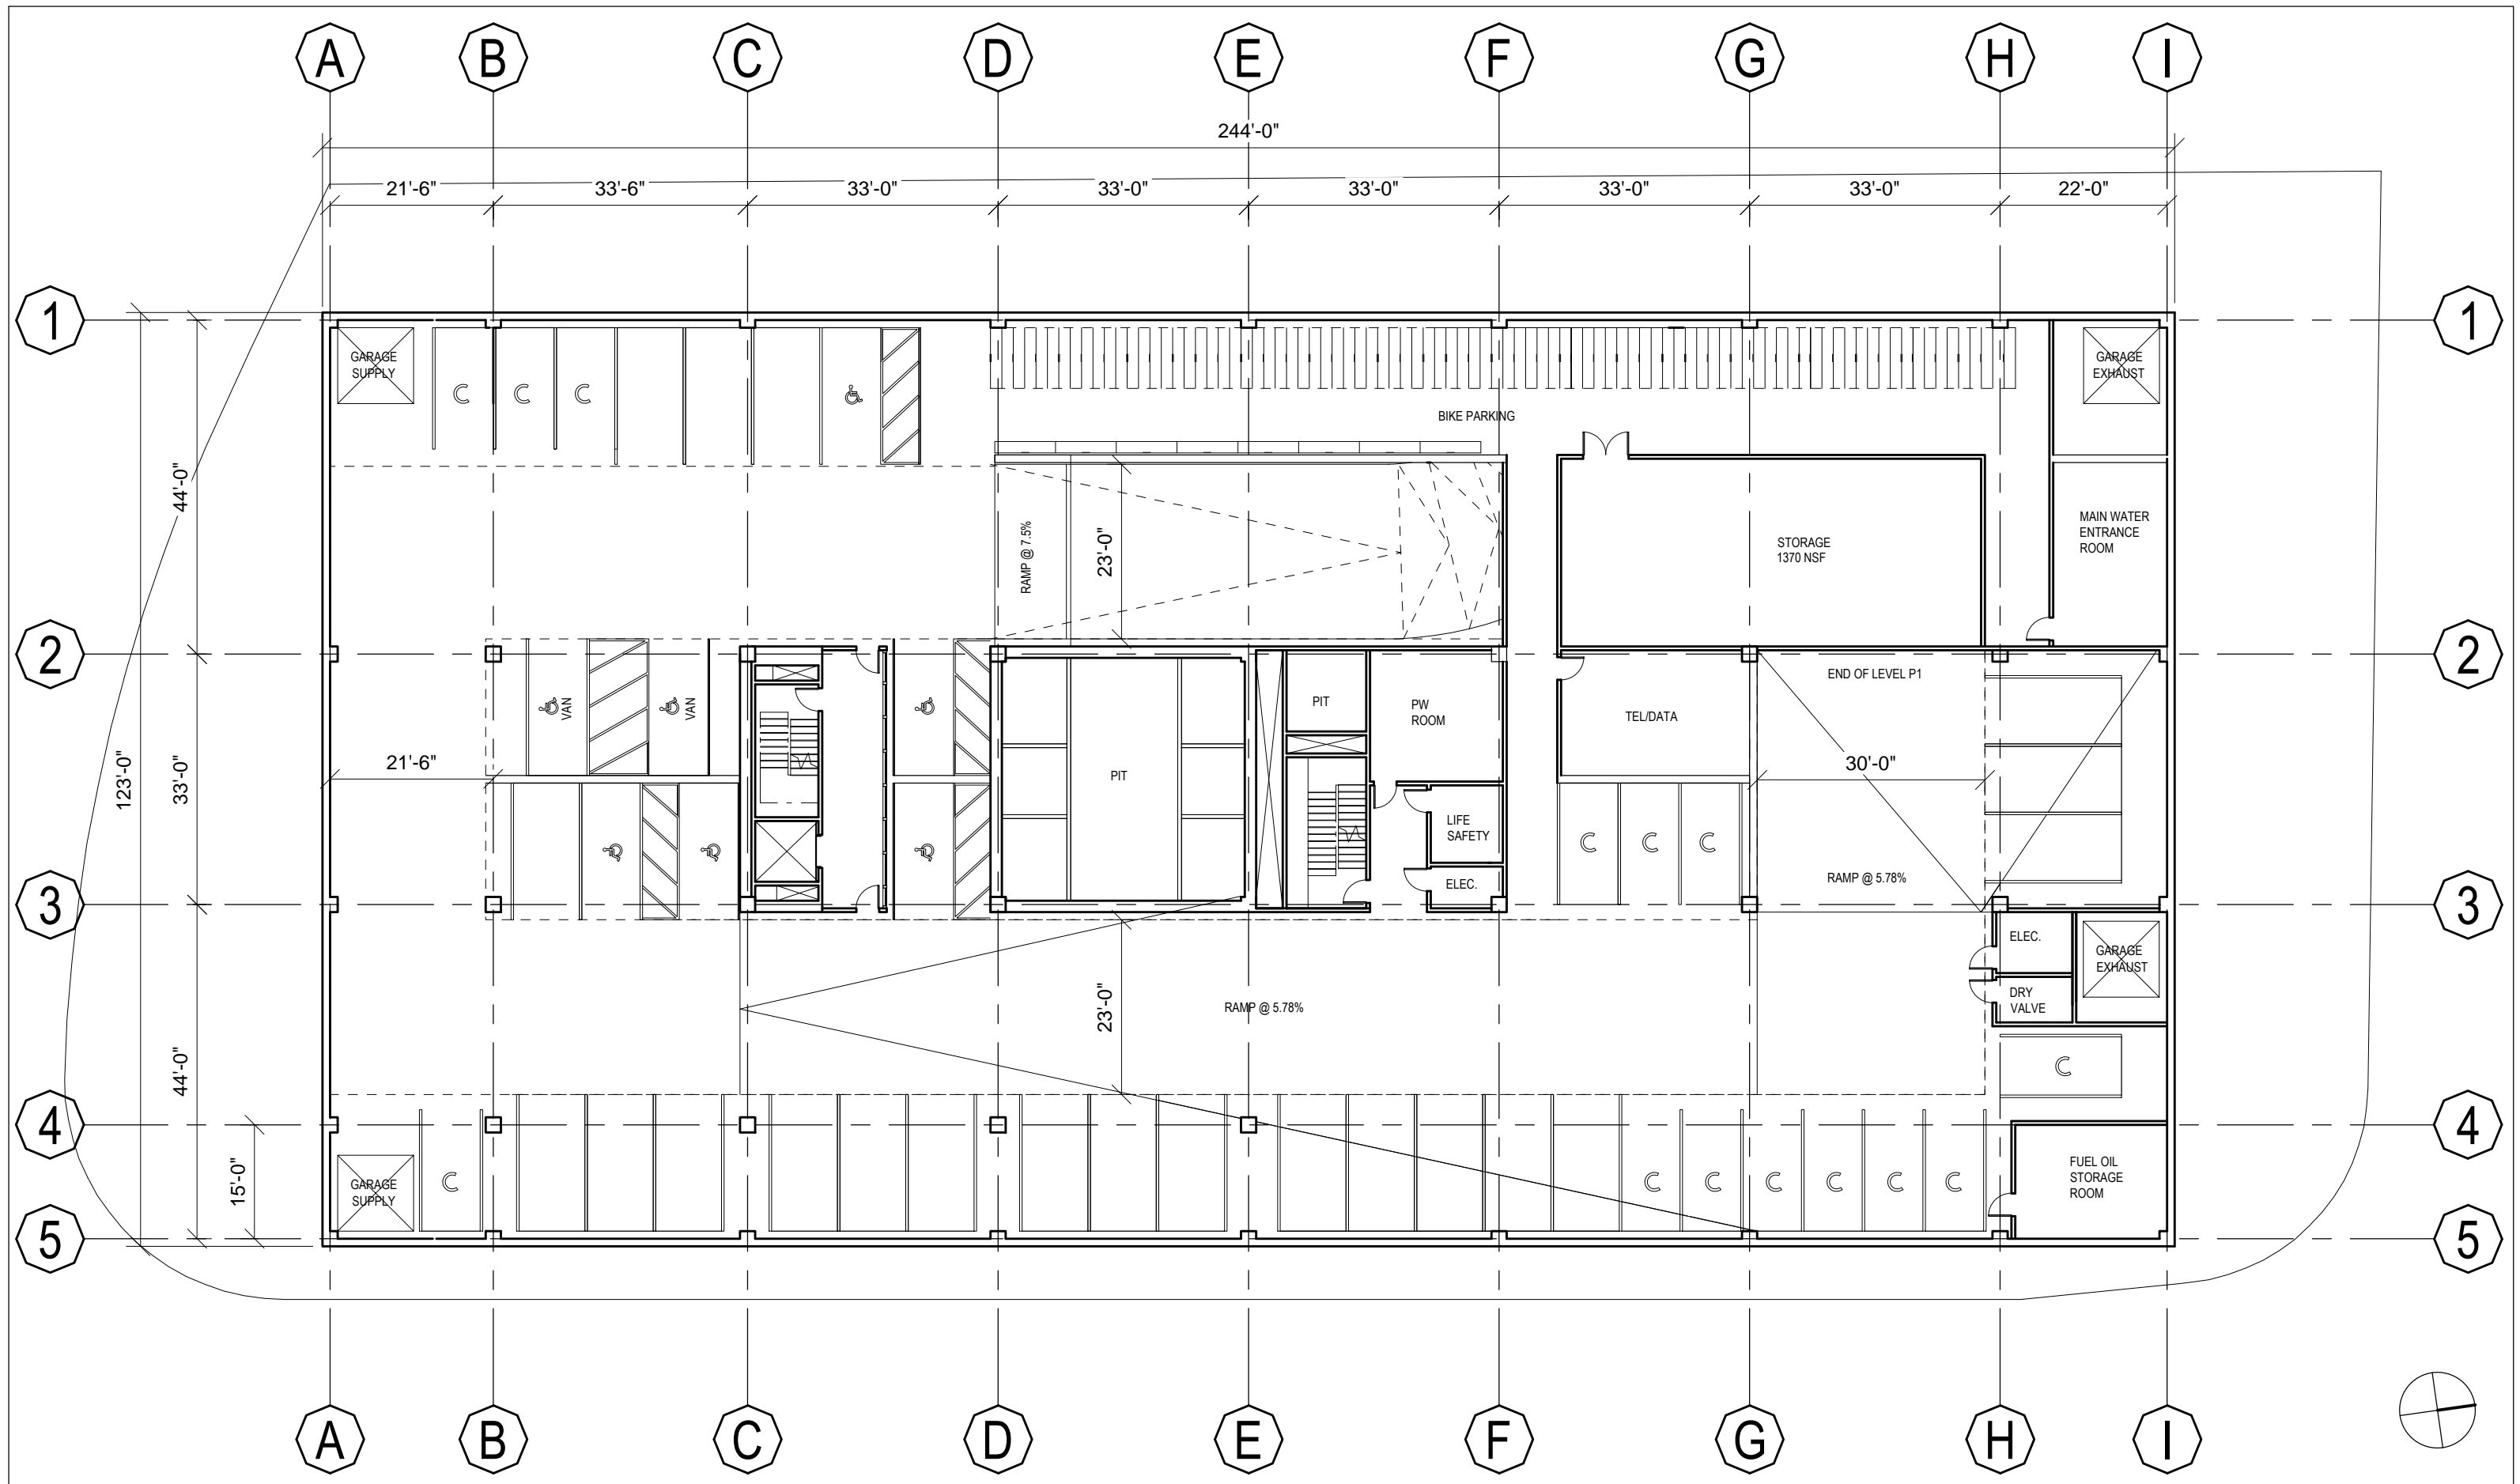 A B C D E F G H I
244'-0"
21'-6" 33'-6" 33'-0" 33'-0" 33'-0" 33'-0" 33'-0" 22'-0"
1 1
GARAGE
SUPPLY
C C C
GARAGE
EXHAUST
BIKE PARKING
44'-0"
RAMP @ 7.5%
23'-0"
STORAGE
1370 NSF
MAIN WATER
ENTRANCE
ROOM
2 2
VAN
VAN
PIT
PIT
PW
ROOM
TEL/DATA
END OF LEVEL P1
21'-6"
30'-0"
123'-0"
33'-0"
LIFE
SAFETY
C C C
ELEC.
RAMP @ 5.78%
3 3
ELEC.
GARAGE
EXHAUST
DRY
VALVE
23'-0"
RAMP @ 5.78%
44'-0"
C
4 4
15'-0"
GARAGE
SUPPLY
C
C C C C C C
FUEL OIL
STORAGE
ROOM
5 5
A B C D E F G H I